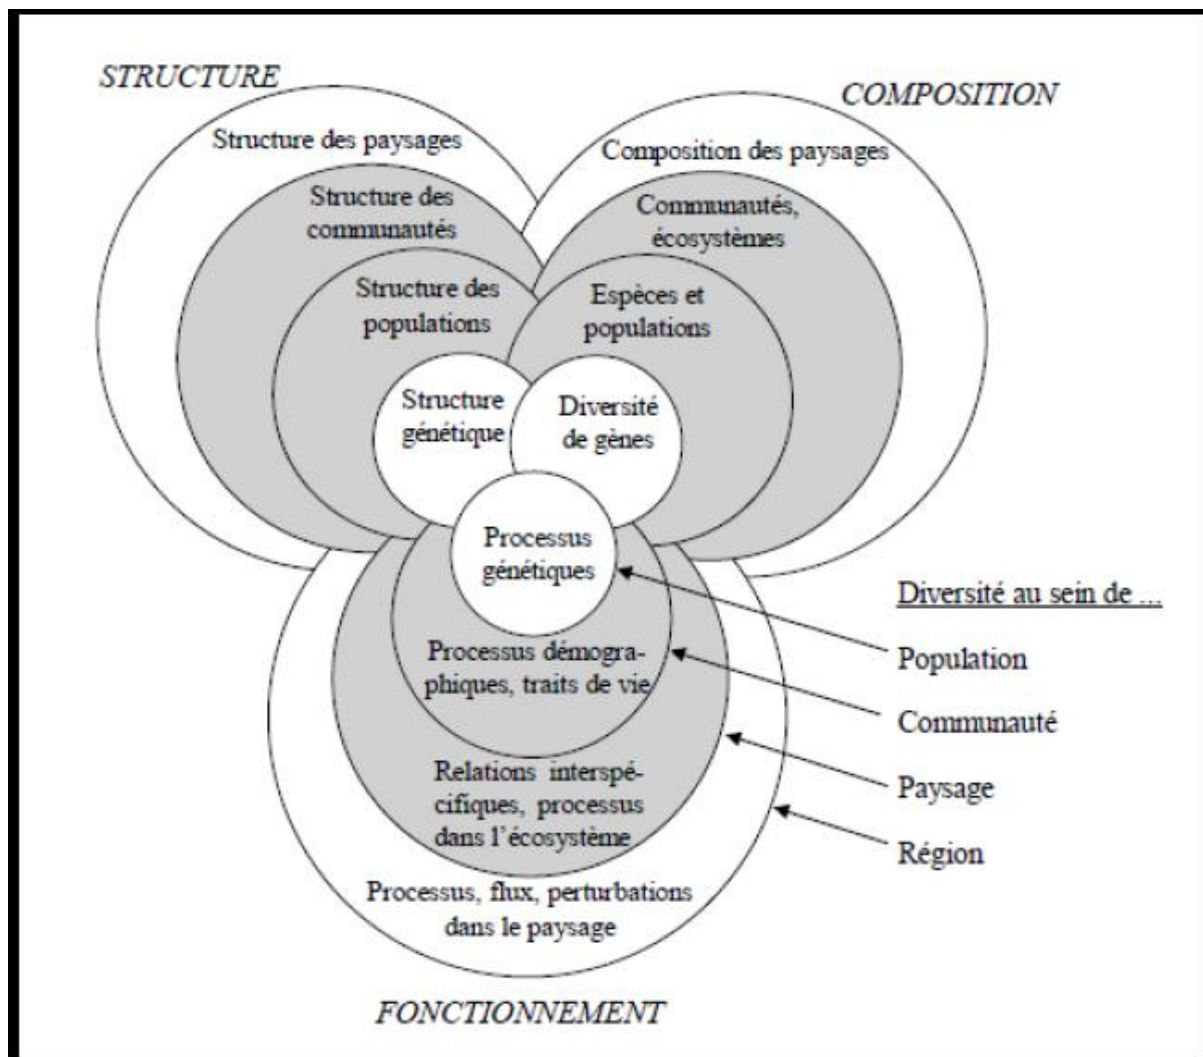 STRUCTURE
COMPOSITION
Structure des paysages
Composition des paysages
Structure des
communautés
Communautés,
écosystèmes
Structure des
populations
Espèces et
populations
Structure
génétique
Diversité
de gènes
Processus
génétiques
Diversité au sein de ...
Population
Processus démogra-
phiques, traits de vie
Communauté
Relations interspé-
cifiques, processus
dans l'écosystème
Paysage
Région
Processus, flux, perturbations
dans le paysage
FONCTIONNEMENT